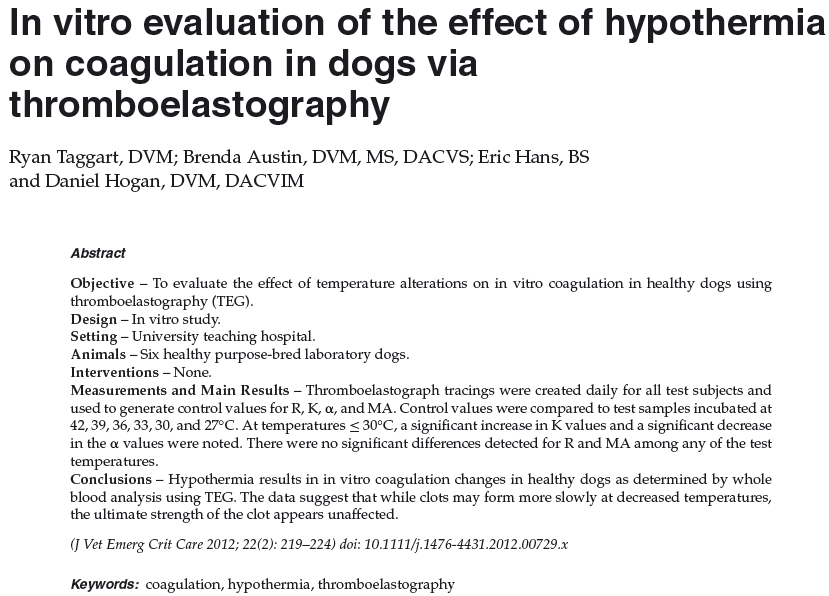 In vitro evaluation of the effect of hypothermia
on coagulation in dogs via
thromboelastography
Ryan Taggart, DVM; Brenda Austin, DVM, MS, DACVS; Eric Hans, BS
and Daniel Hogan, DVM, DACVIM
Abstract
Objective – To evaluate the effect of temperature alterations on in vitro coagulation in healthy dogs using
thromboelastography (TEG).
Design – In vitro study.
Setting – University teaching hospital.
Animals – Six healthy purpose-bred laboratory dogs.
Interventions – None.
Measurements and Main Results – Thromboelastograph tracings were created daily for all test subjects and
used to generate control values for R, K, α, and MA. Control values were compared to test samples incubated at
42, 39, 36, 33, 30, and 27°C. At temperatures ≤ 30°C, a significant increase in K values and a significant decrease
in the α values were noted. There were no significant differences detected for R and MA among any of the test
temperatures.
Conclusions – Hypothermia results in in vitro coagulation changes in healthy dogs as determined by whole
blood analysis using TEG. The data suggest that while clots may form more slowly at decreased temperatures,
the ultimate strength of the clot appears unaffected.
(J Vet Emerg Crit Care 2012; 22(2): 219–224) doi: 10.1111/j.1476-4431.2012.00729.x
Keywords: coagulation, hypothermia, thromboelastography